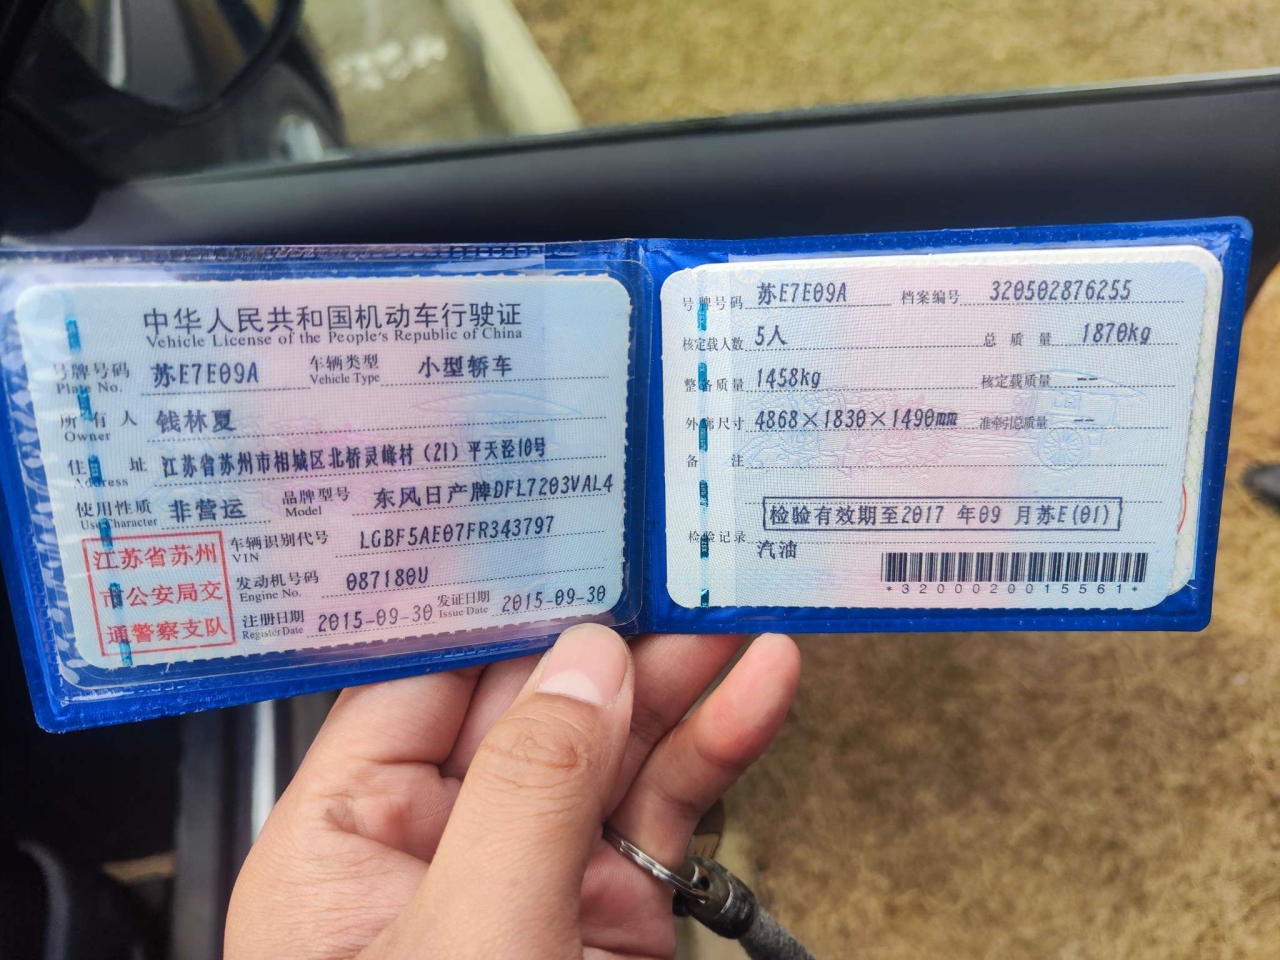 中华人民共和国机动车行驶证
Vehicle License of the People's Republic of China
号牌号码 苏E7E09A 车辆类型 小型轿车
Plate No. Vehicle Type
所有人 钱林夏
Owner
住址 江苏省苏州市相城区北桥灵峰村（21）平天泾10号
Address
使用性质 非营运 品牌型号 东风日产牌DFL7203VAL4
Use Character Model
江苏省苏州
市公安局交
通警察支队
车辆识别代号 LGBF5AE07FR343797
VIN
发动机号码 087180U
Engine No.
注册日期 2015-09-30 发证日期 2015-09-30
Register Date Issue Date
号牌号码 苏E7E09A 档案编号 320502876255
核定载人数 5人 总质量 1870kg
整备质量 1458kg 核定载质量 --
外廓尺寸 4868×1830×1490mm 准牵引总质量 --
备注
检验有效期至2017 年09 月苏E(01)
检验记录
汽油
*3200020015561*